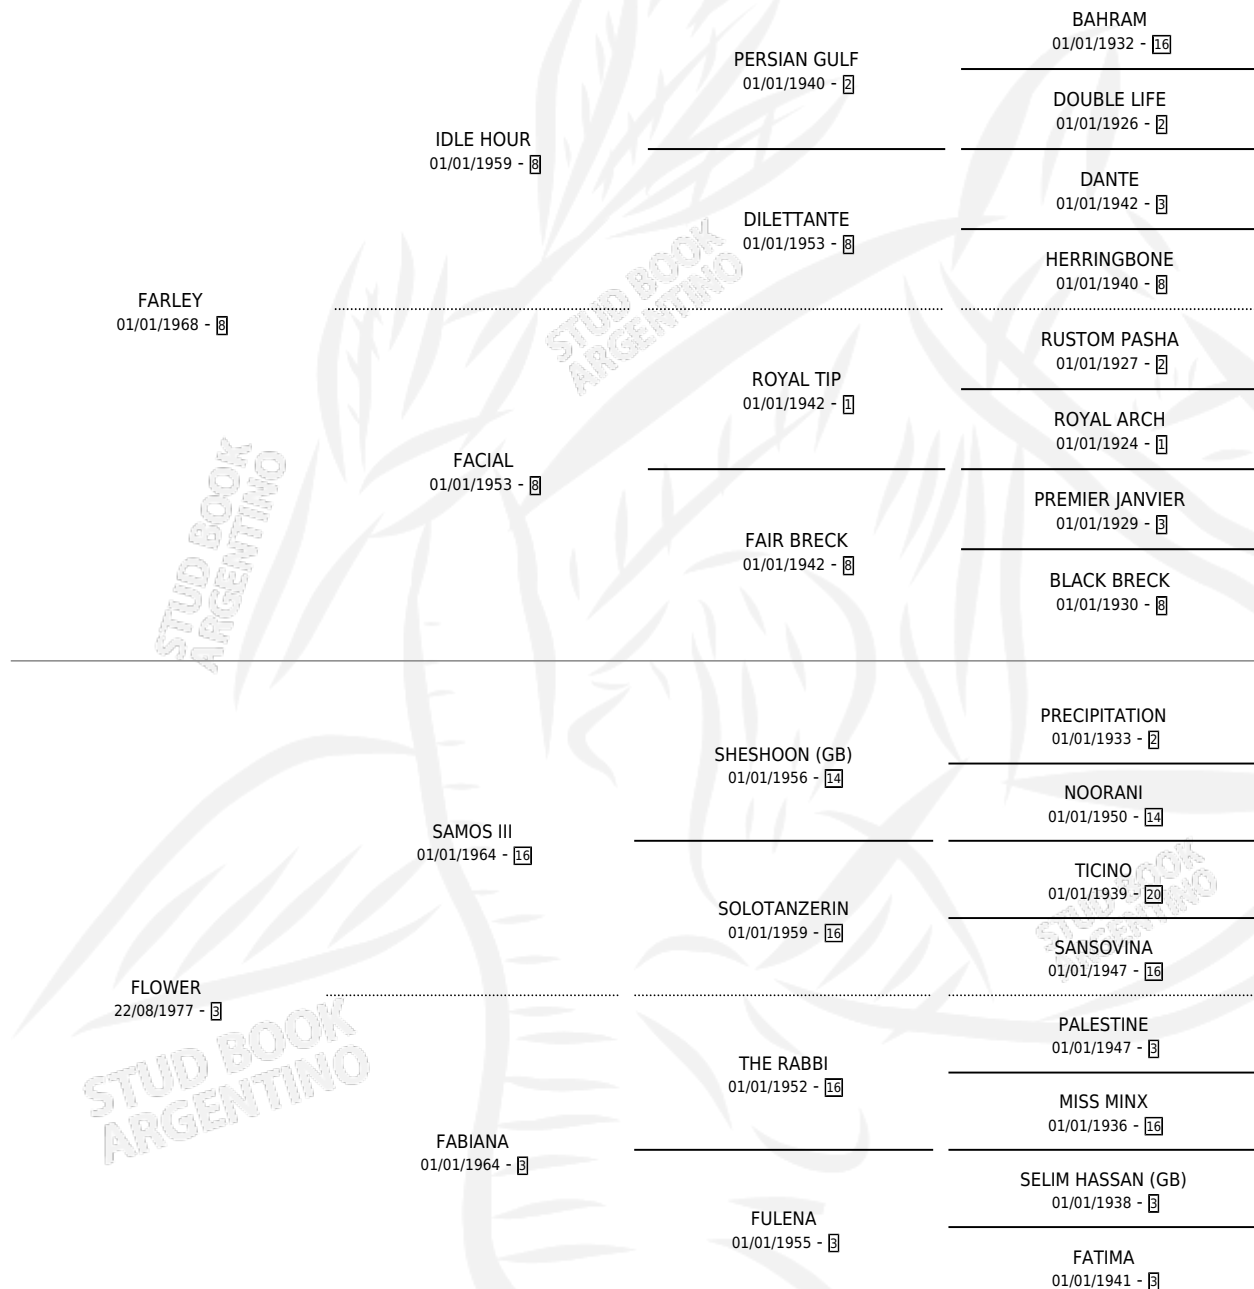 BAHRAM
01/01/1932 - 16
PERSIAN GULF
01/01/1940 - 2
DOUBLE LIFE
01/01/1926 - 2
IDLE HOUR
01/01/1959 - 8
DANTE
01/01/1942 - 3
DILETTANTE
01/01/1953 - 8
HERRINGBONE
01/01/1940 - 8
FARLEY
01/01/1968 - 8
RUSTOM PASHA
01/01/1927 - 2
ROYAL TIP
01/01/1942 - 1
ROYAL ARCH
01/01/1924 - 1
FACIAL
01/01/1953 - 8
PREMIER JANVIER
01/01/1929 - 3
FAIR BRECK
01/01/1942 - 8
BLACK BRECK
01/01/1930 - 8
PRECIPITATION
01/01/1933 - 2
SHESHOON (GB)
01/01/1956 - 14
NOORANI
01/01/1950 - 14
SAMOS III
01/01/1964 - 16
TICINO
01/01/1939 - 20
SOLOTANZERIN
01/01/1959 - 16
SANSOVINA
01/01/1947 - 16
FLOWER
22/08/1977 - 3
PALESTINE
01/01/1947 - 3
THE RABBI
01/01/1952 - 16
MISS MINX
01/01/1936 - 16
FABIANA
01/01/1964 - 3
SELIM HASSAN (GB)
01/01/1938 - 3
FULENA
01/01/1955 - 3
FATIMA
01/01/1941 - 3
STUD BOOK
ARGENTINO
STUD BOOK
ARGENTINO
STUD BOOK
ARGENTINO
STUD BOOK
ARGENTINO